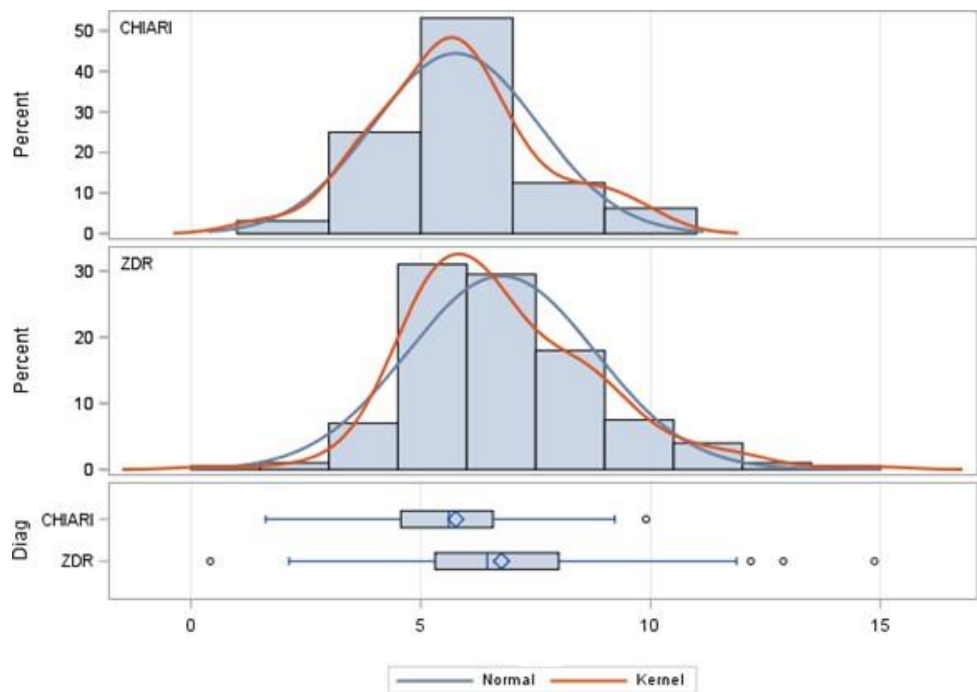 CHIARI
Percent
50
40
30
20
10
0
ZDR
Percent
30
20
10
0
Diag
CHIARI
ZDR
0 5 10 15
Normal Kernel